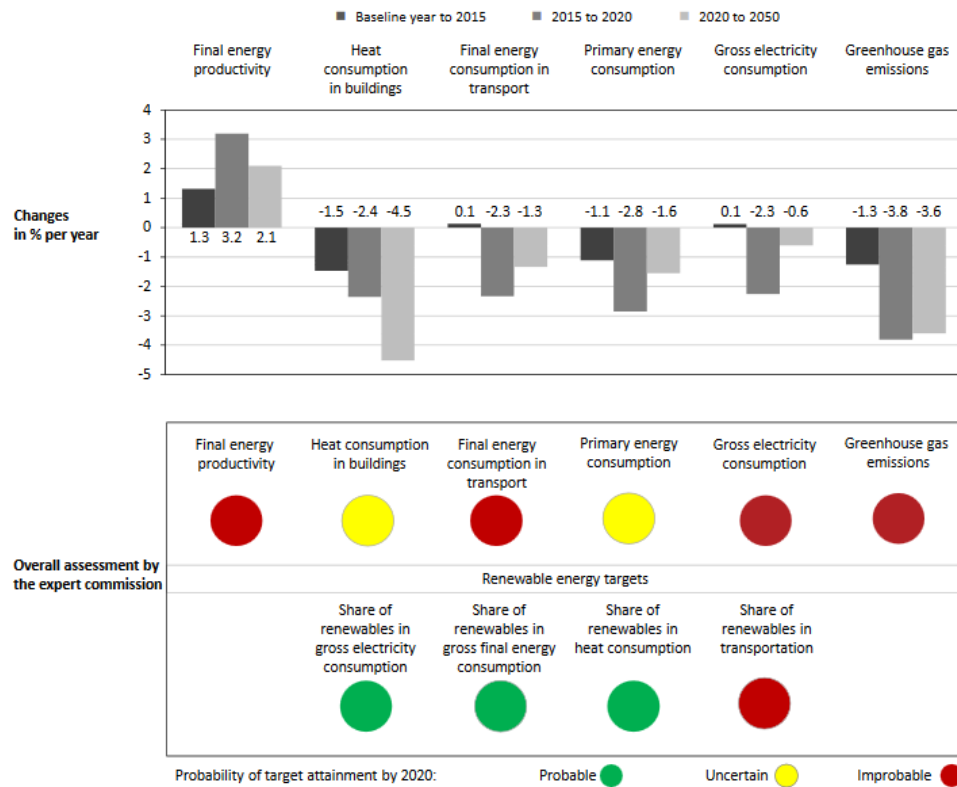 Baseline year to 2015 2015 to 2020 2020 to 2050
Final energy productivity
Heat consumption in buildings
Final energy consumption in transport
Primary energy consumption
Gross electricity consumption
Greenhouse gas emissions
4
3
2
1
0
-1
-2
-3
-4
-5
Changes
in % per year
1.3 3.2 2.1
-1.5 -2.4 -4.5
0.1 -2.3 -1.3
-1.1 -2.8 -1.6
0.1 -2.3 -0.6
-1.3 -3.8 -3.6
Overall assessment by
the expert commission
Final energy
productivity
Heat consumption
in buildings
Final energy
consumption in
transport
Primary energy
consumption
Gross electricity
consumption
Greenhouse gas
emissions
Renewable energy targets
Share of
renewables in
gross electricity
consumption
Share of
renewables in
gross final energy
consumption
Share of
renewables in
heat consumption
Share of
renewables in
transportation
Probability of target attainment by 2020: Probable Uncertain Improbable